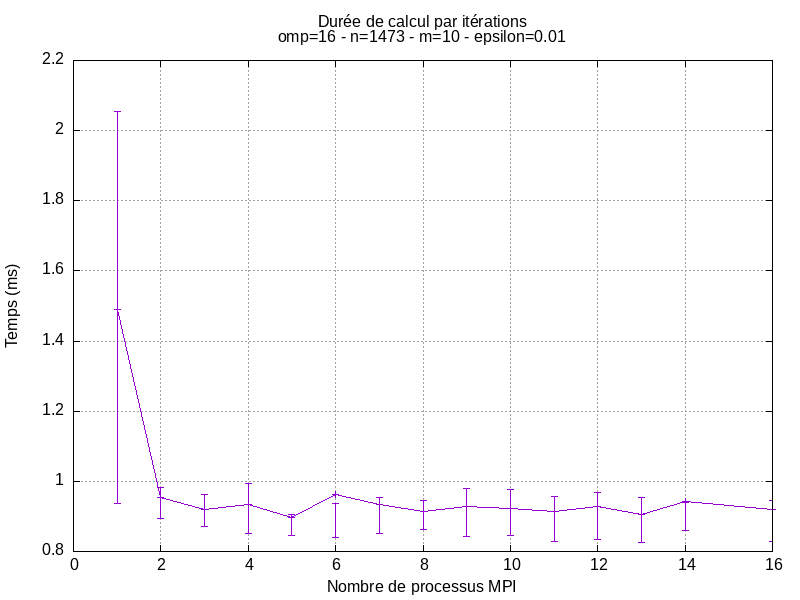 Durée de calcul par itérations
omp=16 - n=1473 - m=10 - epsilon=0.01
2.2
2
1.8
1.6
1.4
1.2
1
0.8
Temps (ms)
0 2 4 6 8 10 12 14 16
Nombre de processus MPI